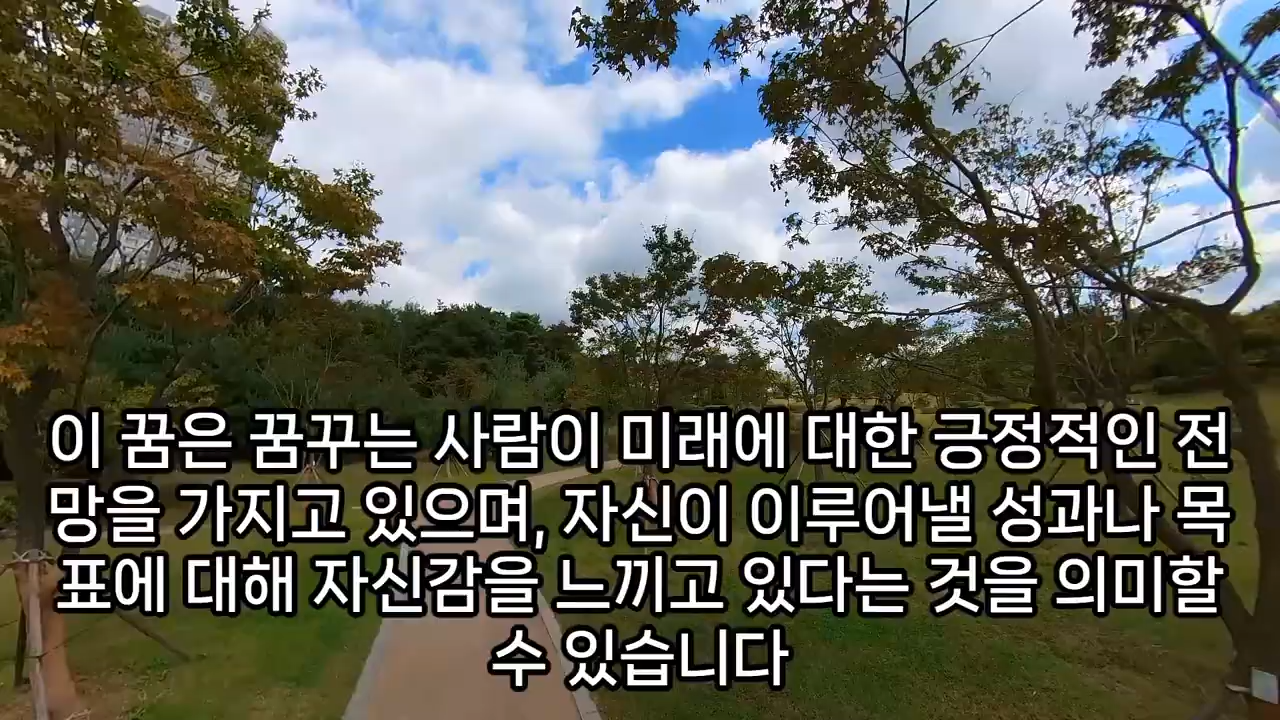 이 꿈은 꿈꾸는 사람이 미래에 대한 긍정적인 전
망을 가지고 있으며, 자신이 이루어낼 성과나 목
표에 대해 자신감을 느끼고 있다는 것을 의미할
수 있습니다